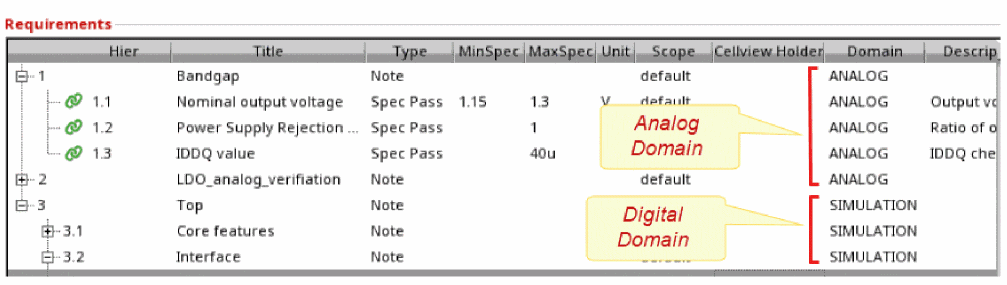 Requirements
Hier Title Type MinSpec MaxSpec Unit Scope Cellview Holder Domain Descrip
1 Bandgap Note default ANALOG
1.1 Nominal output voltage Spec Pass 1.15 1.3 V default ANALOG Output vo
1.2 Power Supply Rejection ... Spec Pass 1 ANALOG Ratio of o
1.3 IDDQ value Spec Pass 40u ANALOG IDDQ che
Analog
Domain
2 LDO_analog_verifiation Note default ANALOG
3 Top Note SIMULATION
3.1 Core features Note SIMULATION
3.2 Interface Note SIMULATION
Digital
Domain